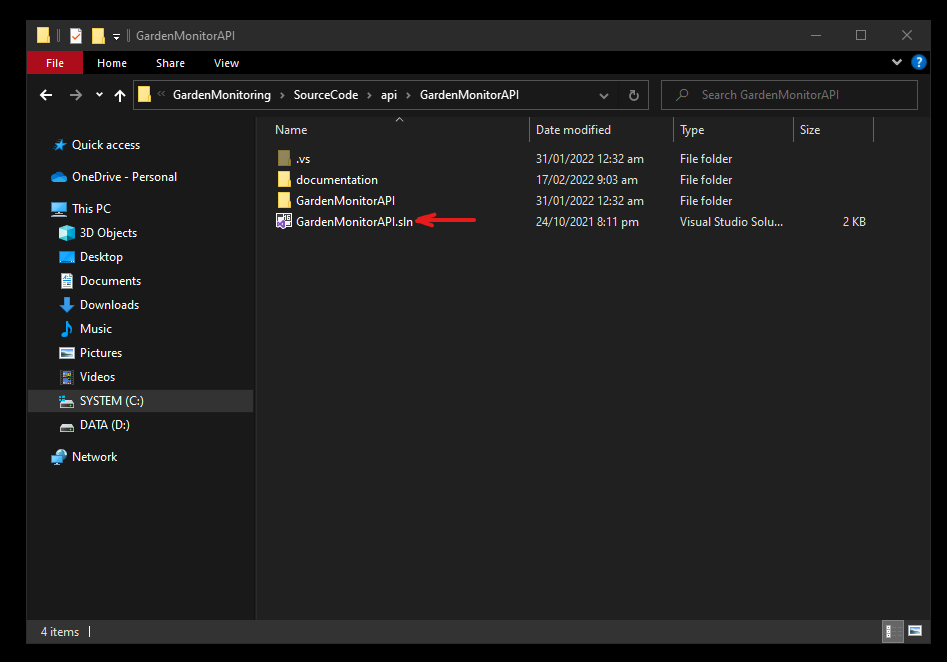 GardenMonitorAPI
File Home Share View
GardenMonitoring SourceCode api GardenMonitorAPI Search GardenMonitorAPI
Name Date modified Type Size
.vs 31/01/2022 12:32 am File folder
documentation 17/02/2022 9:03 am File folder
GardenMonitorAPI 31/01/2022 12:32 am File folder
GardenMonitorAPI.sln 24/10/2021 8:11 pm Visual Studio Solu... 2 KB
Quick access
OneDrive - Personal
This PC
3D Objects
Desktop
Documents
Downloads
Music
Pictures
Videos
SYSTEM (C:)
DATA (D:)
Network
4 items